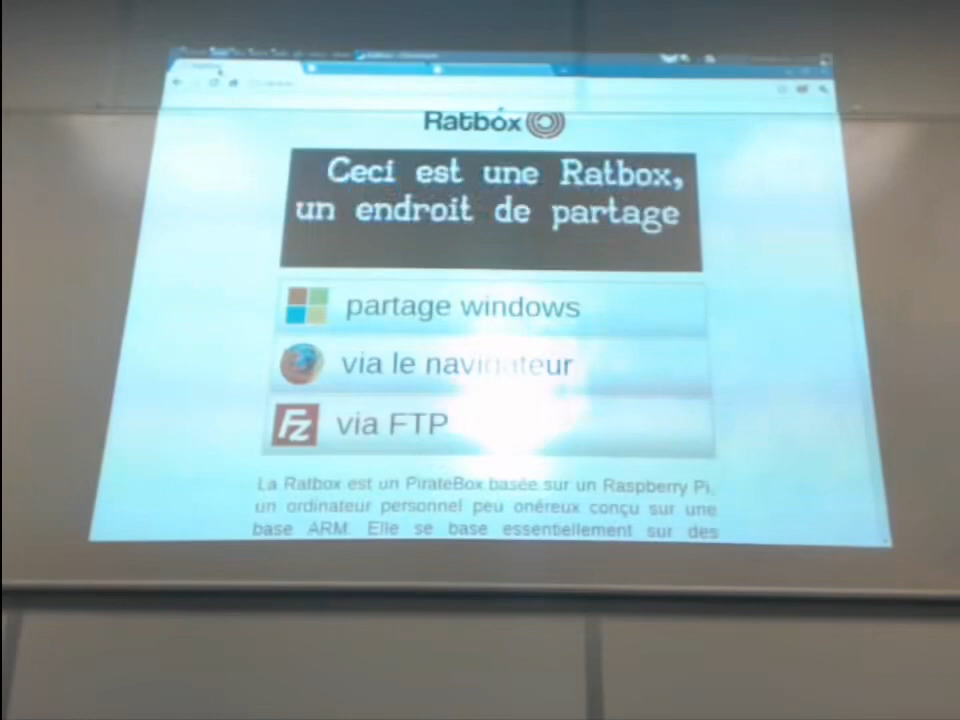 Ratbox
Ceci est une Ratbox,
un endroit de partage
partage windows
via le navigateur
Fz via FTP
La Ratbox est un PirateBox basée sur un Raspberry Pi,
un ordinateur personnel peu onéreux conçu sur une
base ARM. Elle se base essentiellement sur des